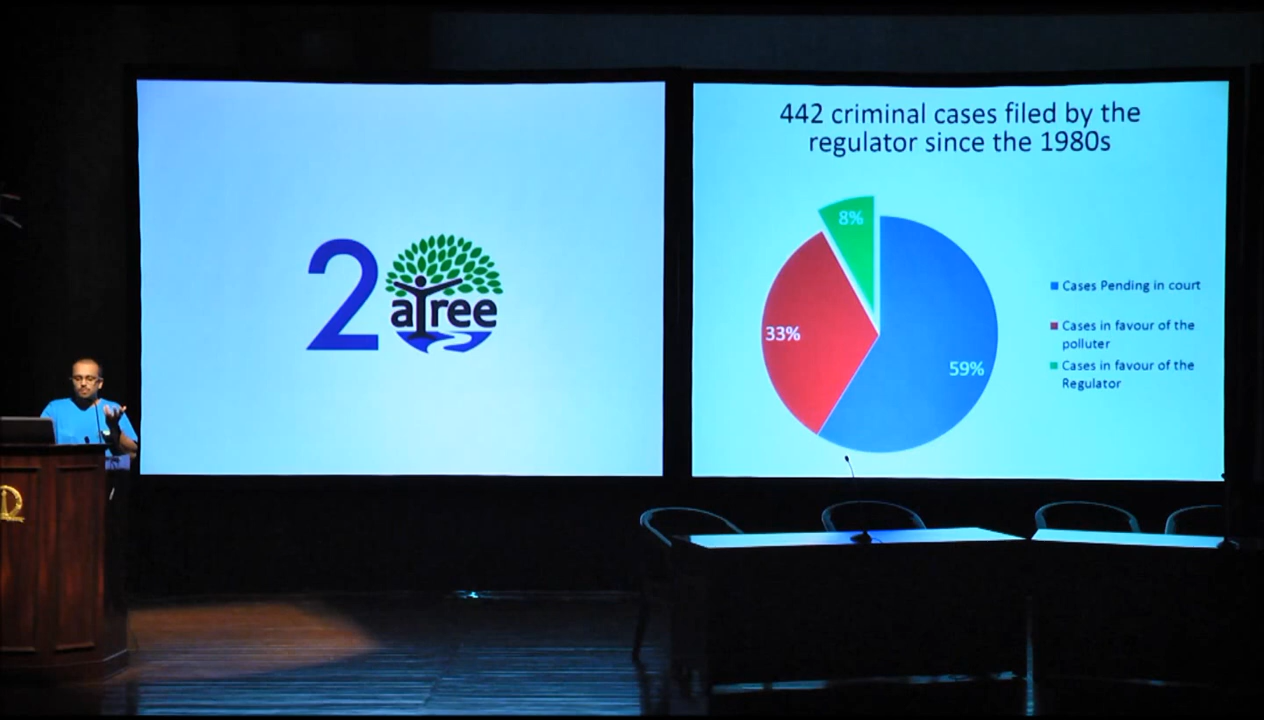 20
aTree
442 criminal cases filed by the
regulator since the 1980s
8%
33%
59%
Cases Pending in court
Cases in favour of the
polluter
Cases in favour of the
Regulator